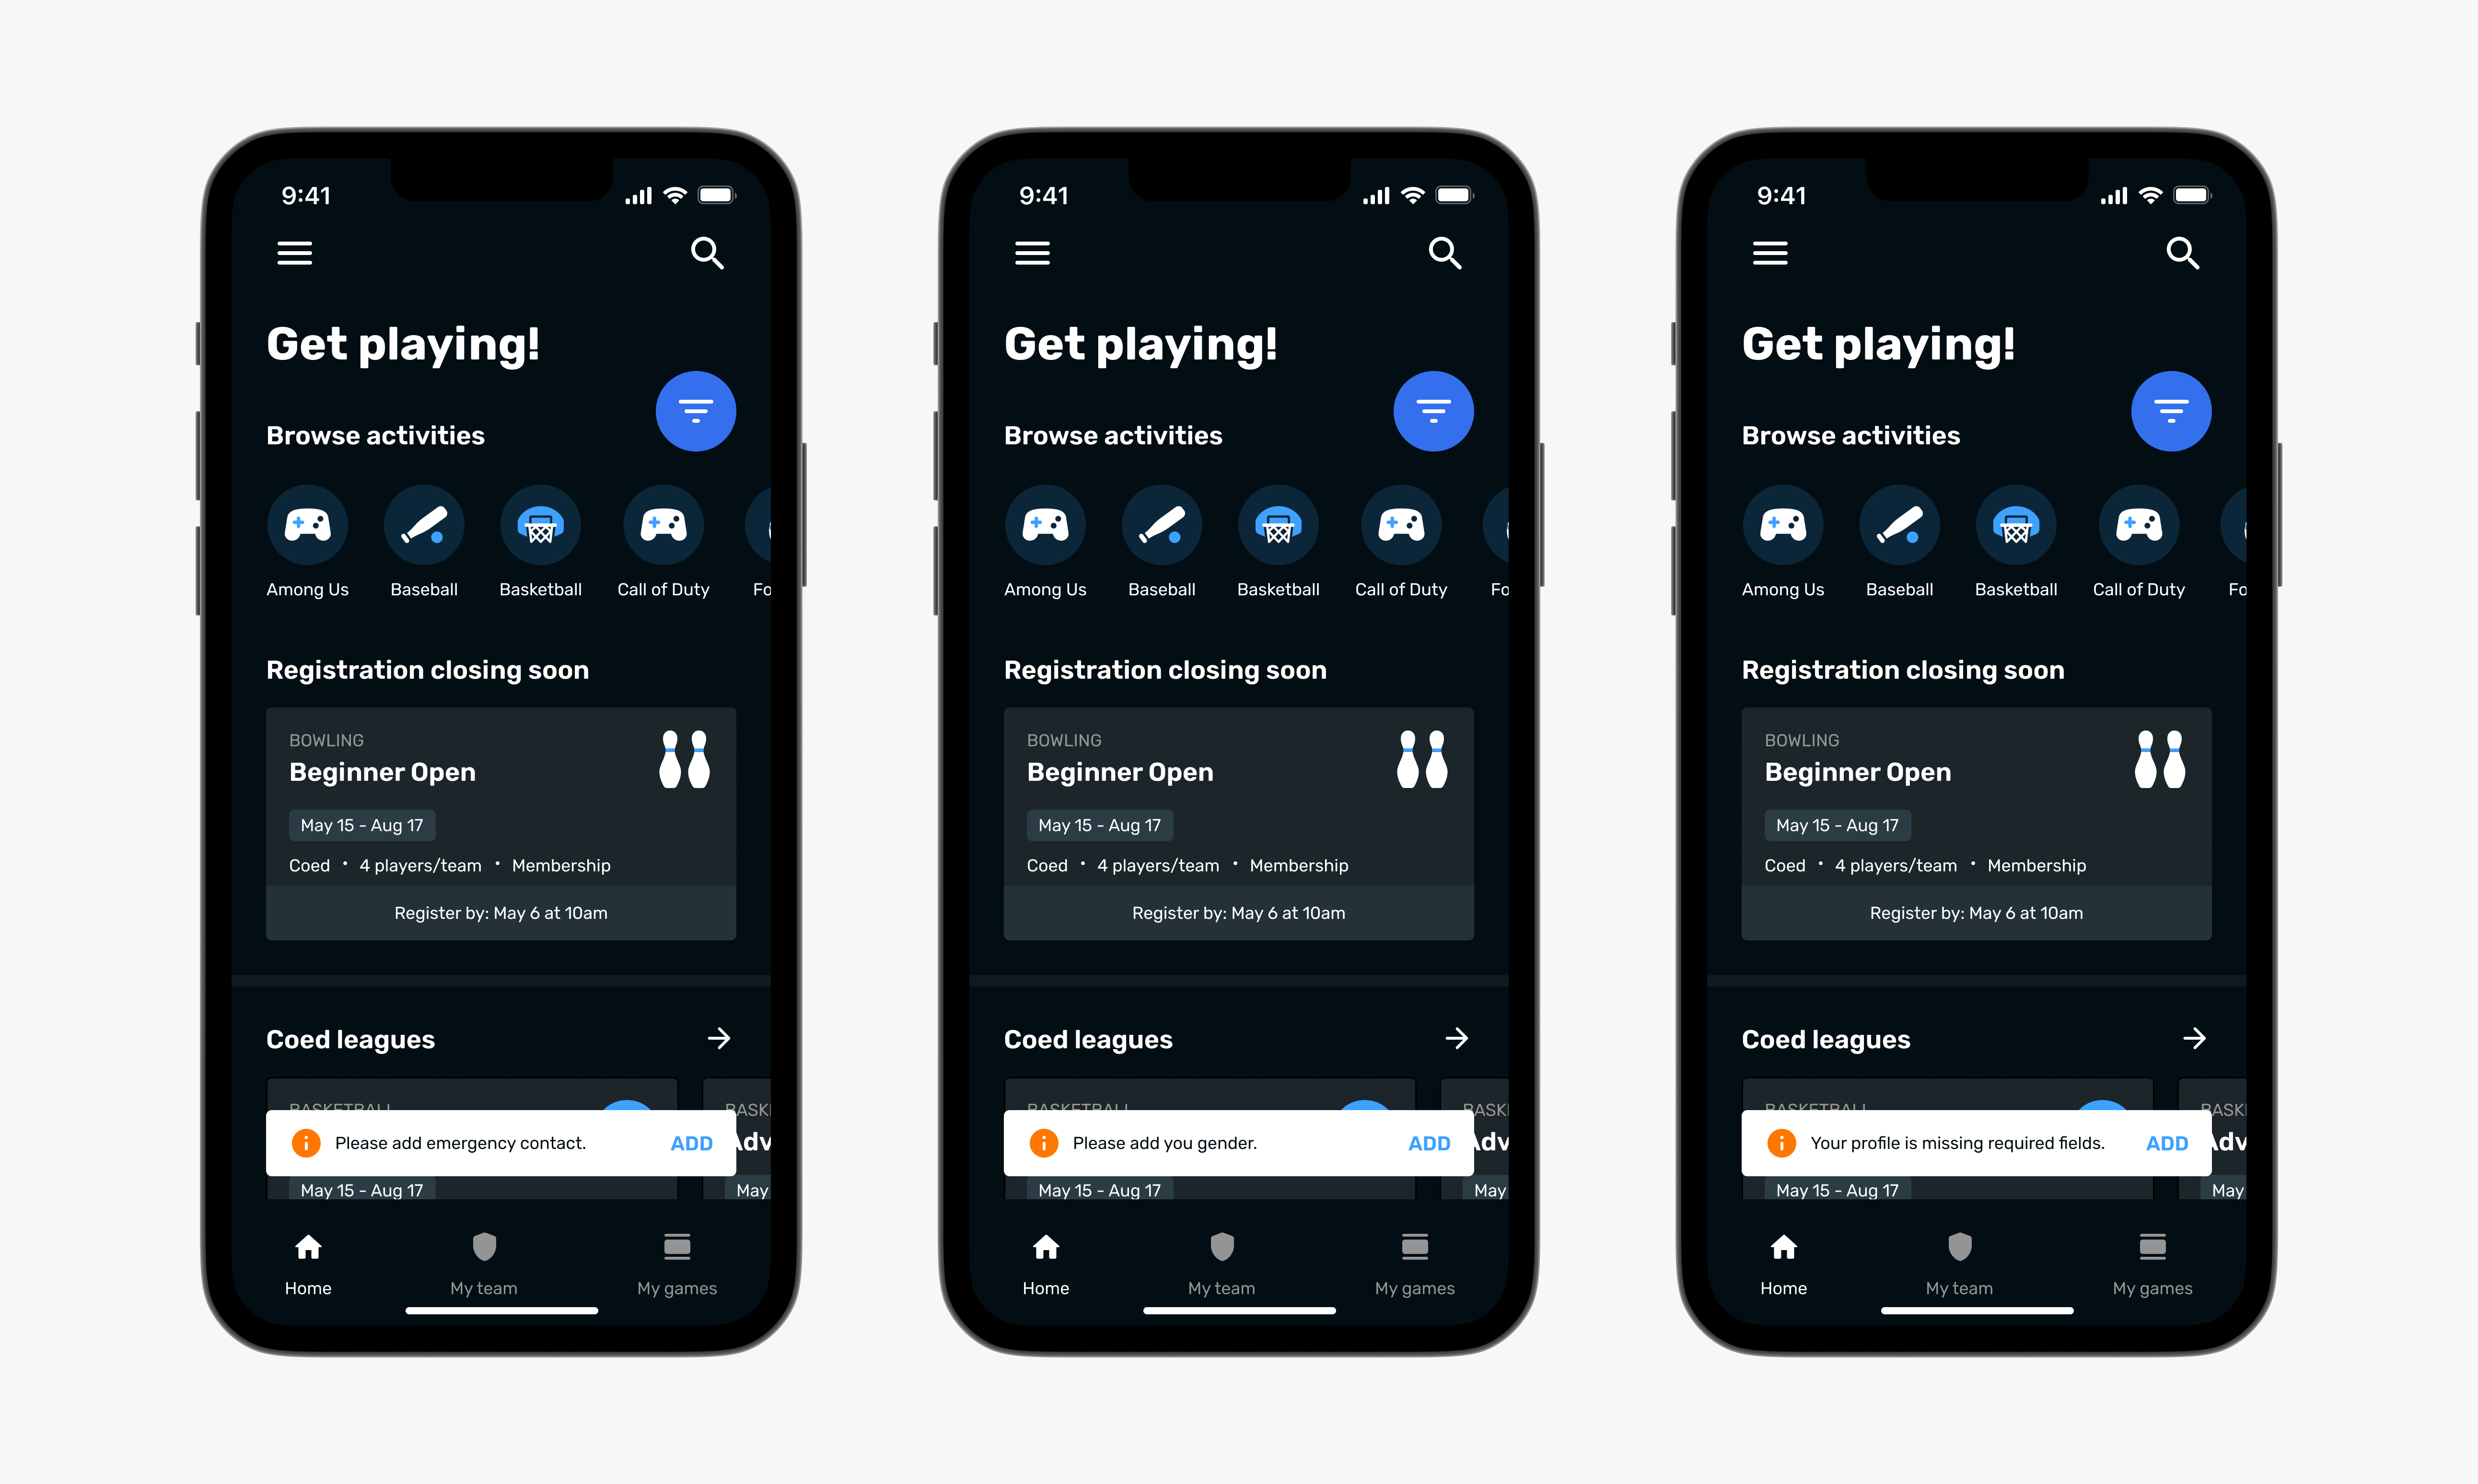 9:41
Get playing!
Browse activities
Among Us
Baseball
Basketball
Call of Duty
Fo
Registration closing soon
BOWLING
Beginner Open
May 15 - Aug 17
Coed • 4 players/team • Membership
Register by: May 6 at 10am
Coed leagues
BASKETBALL
BASK
Adv
Please add emergency contact.
ADD
May 15 - Aug 17
May
Home
My team
My games
9:41
Get playing!
Browse activities
Among Us
Baseball
Basketball
Call of Duty
Fo
Registration closing soon
BOWLING
Beginner Open
May 15 - Aug 17
Coed • 4 players/team • Membership
Register by: May 6 at 10am
Coed leagues
BASKETBALL
BASK
Adv
Please add you gender.
ADD
May 15 - Aug 17
May
Home
My team
My games
9:41
Get playing!
Browse activities
Among Us
Baseball
Basketball
Call of Duty
Fo
Registration closing soon
BOWLING
Beginner Open
May 15 - Aug 17
Coed • 4 players/team • Membership
Register by: May 6 at 10am
Coed leagues
BASKETBALL
BASK
Adv
Your profile is missing required fields.
ADD
May 15 - Aug 17
May
Home
My team
My games